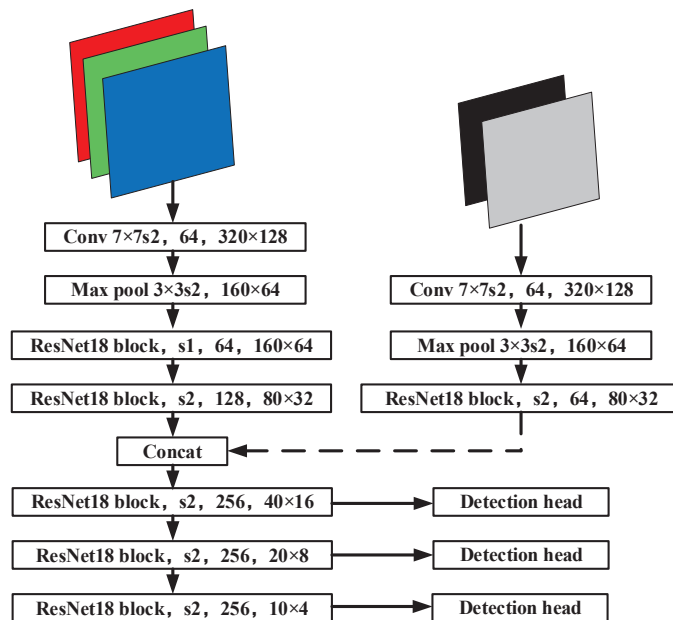 Conv 7×7s2, 64, 320×128
Max pool 3×3s2, 160×64
ResNet18 block, s1, 64, 160×64
ResNet18 block, s2, 128, 80×32
Conv 7×7s2, 64, 320×128
Max pool 3×3s2, 160×64
ResNet18 block, s2, 64, 80×32
Concat
ResNet18 block, s2, 256, 40×16
Detection head
ResNet18 block, s2, 256, 20×8
Detection head
ResNet18 block, s2, 256, 10×4
Detection head